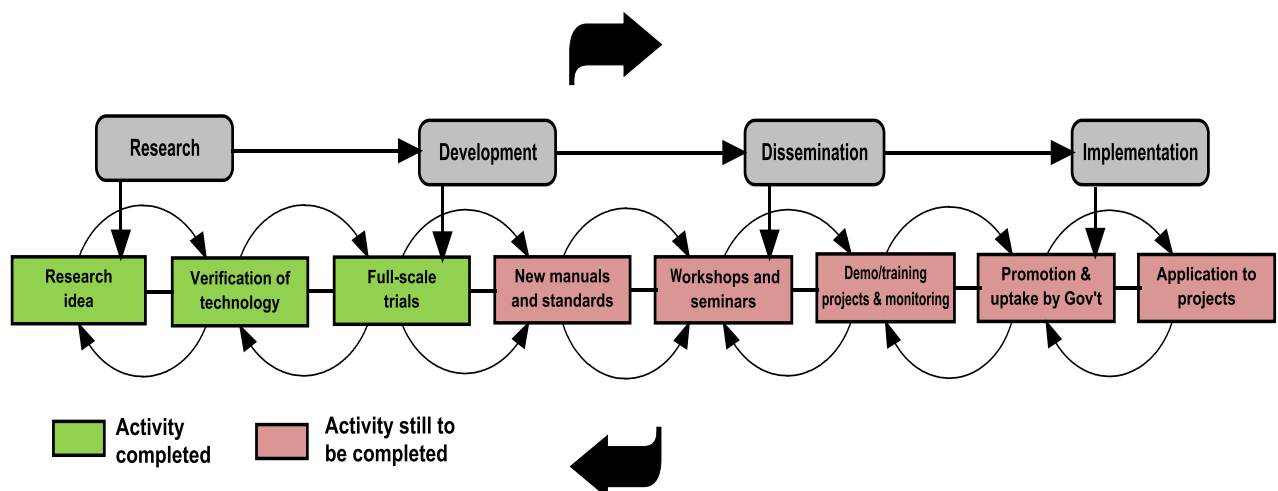 Research
Development
Dissemination
Implementation
Research
idea
Verification of
technology
Full-scale
trials
New manuals
and standards
Workshops and
seminars
Demo/training
projects & monitoring
Promotion &
uptake by Gov't
Application to
projects
Activity
completed
Activity still to
be completed